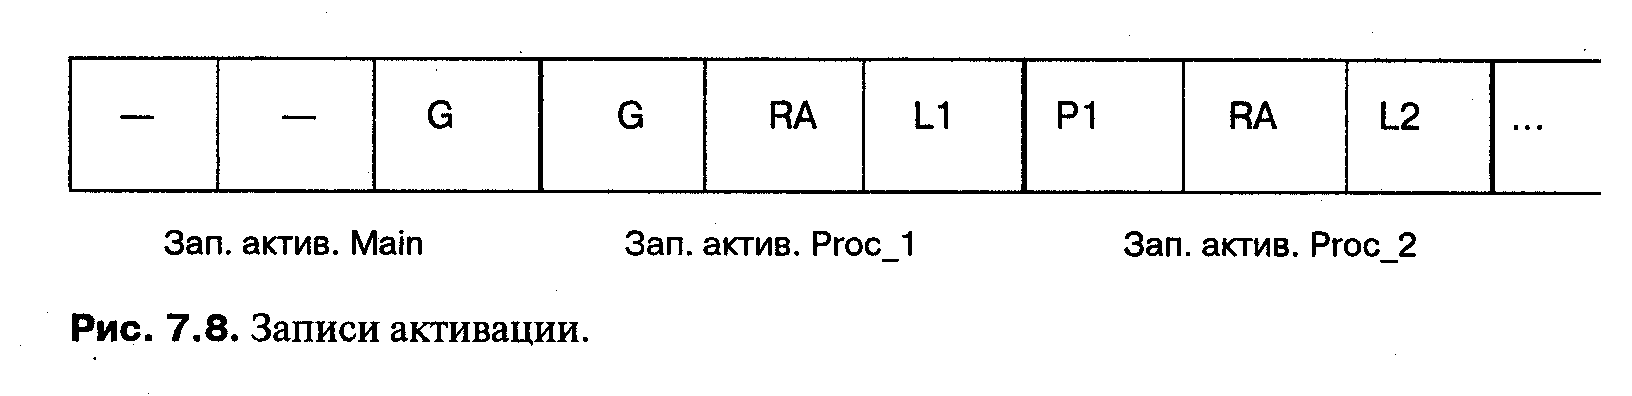 — — G G RA L1 P1 RA L2 ...
Зап. актив. Main Зап. актив. Proc_1 Зап. актив. Proc_2
Рис. 7.8. Записи активации.